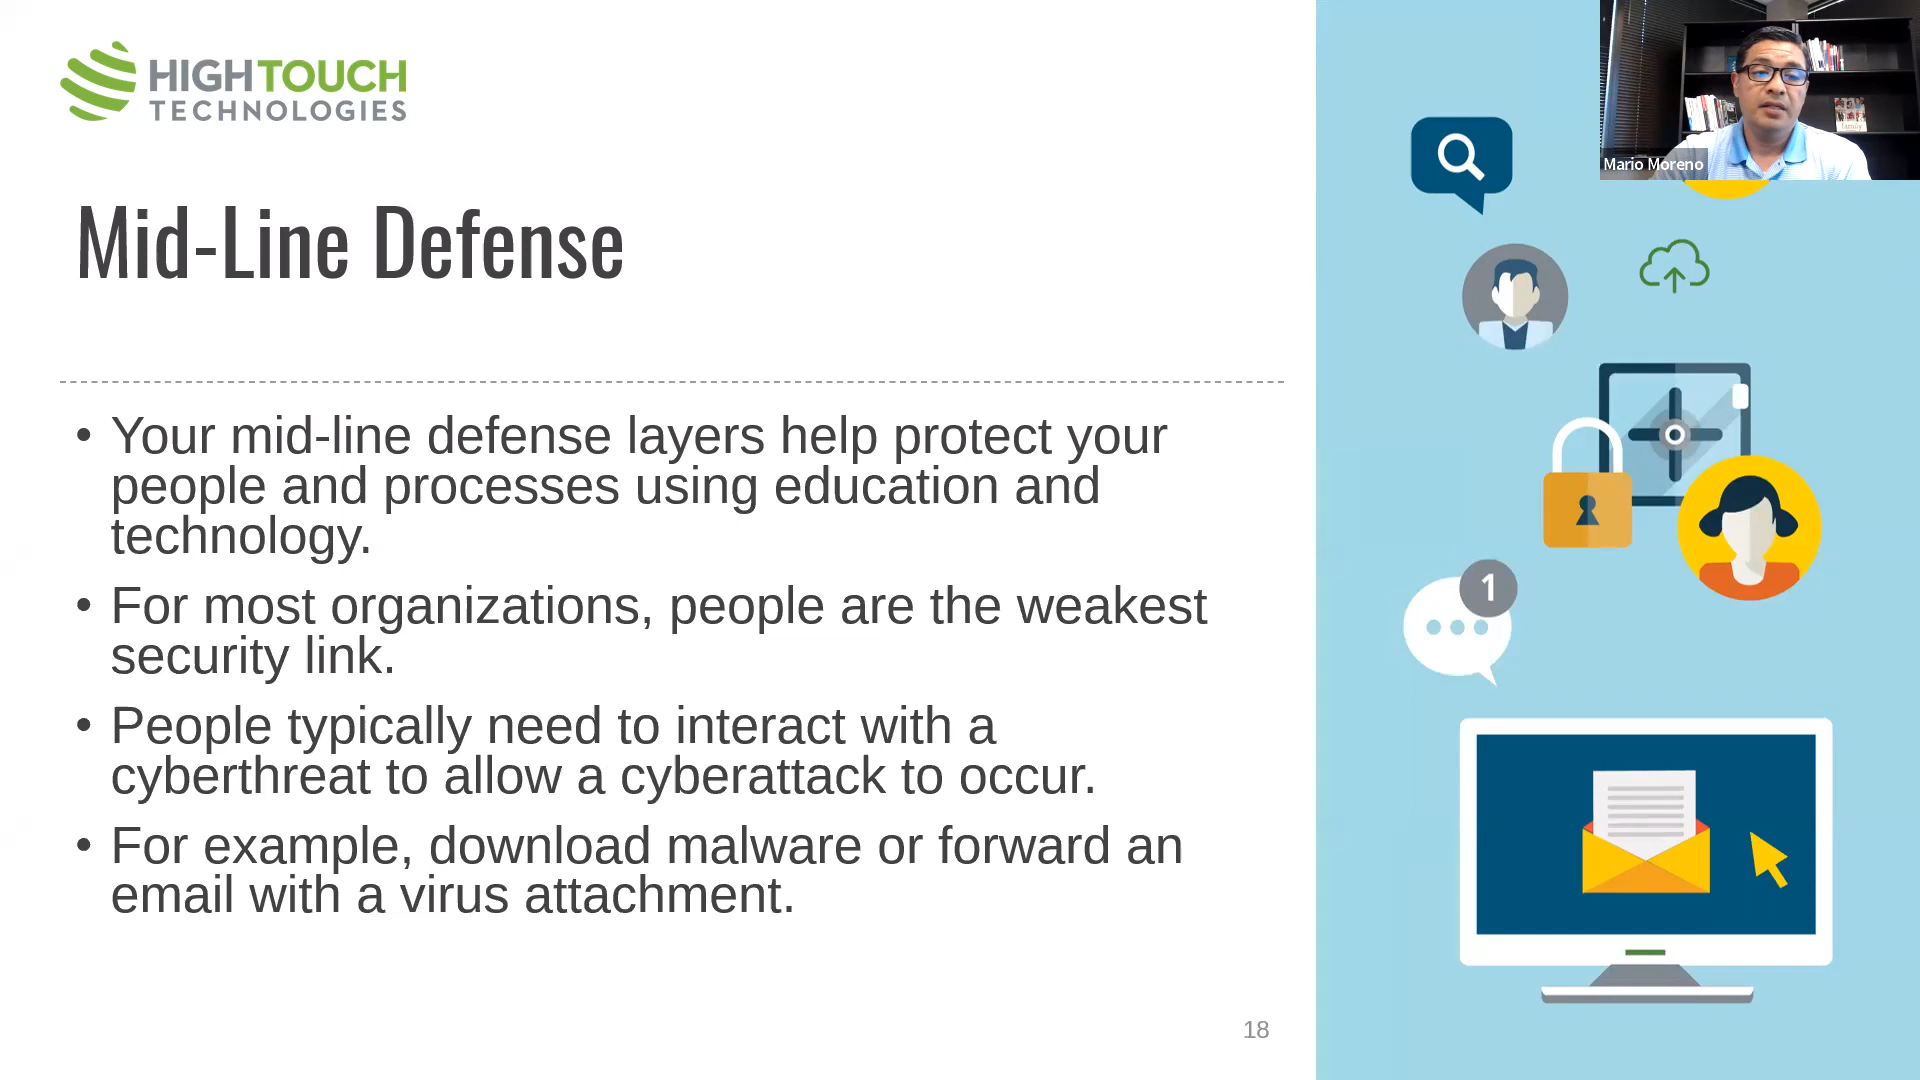 HIGHTOUCH
TECHNOLOGIES
Mario Moreno
Mid-Line Defense
• Your mid-line defense layers help protect your
people and processes using education and
technology.
• For most organizations, people are the weakest
security link.
• People typically need to interact with a
cyberthreat to allow a cyberattack to occur.
• For example, download malware or forward an
email with a virus attachment.
1
18